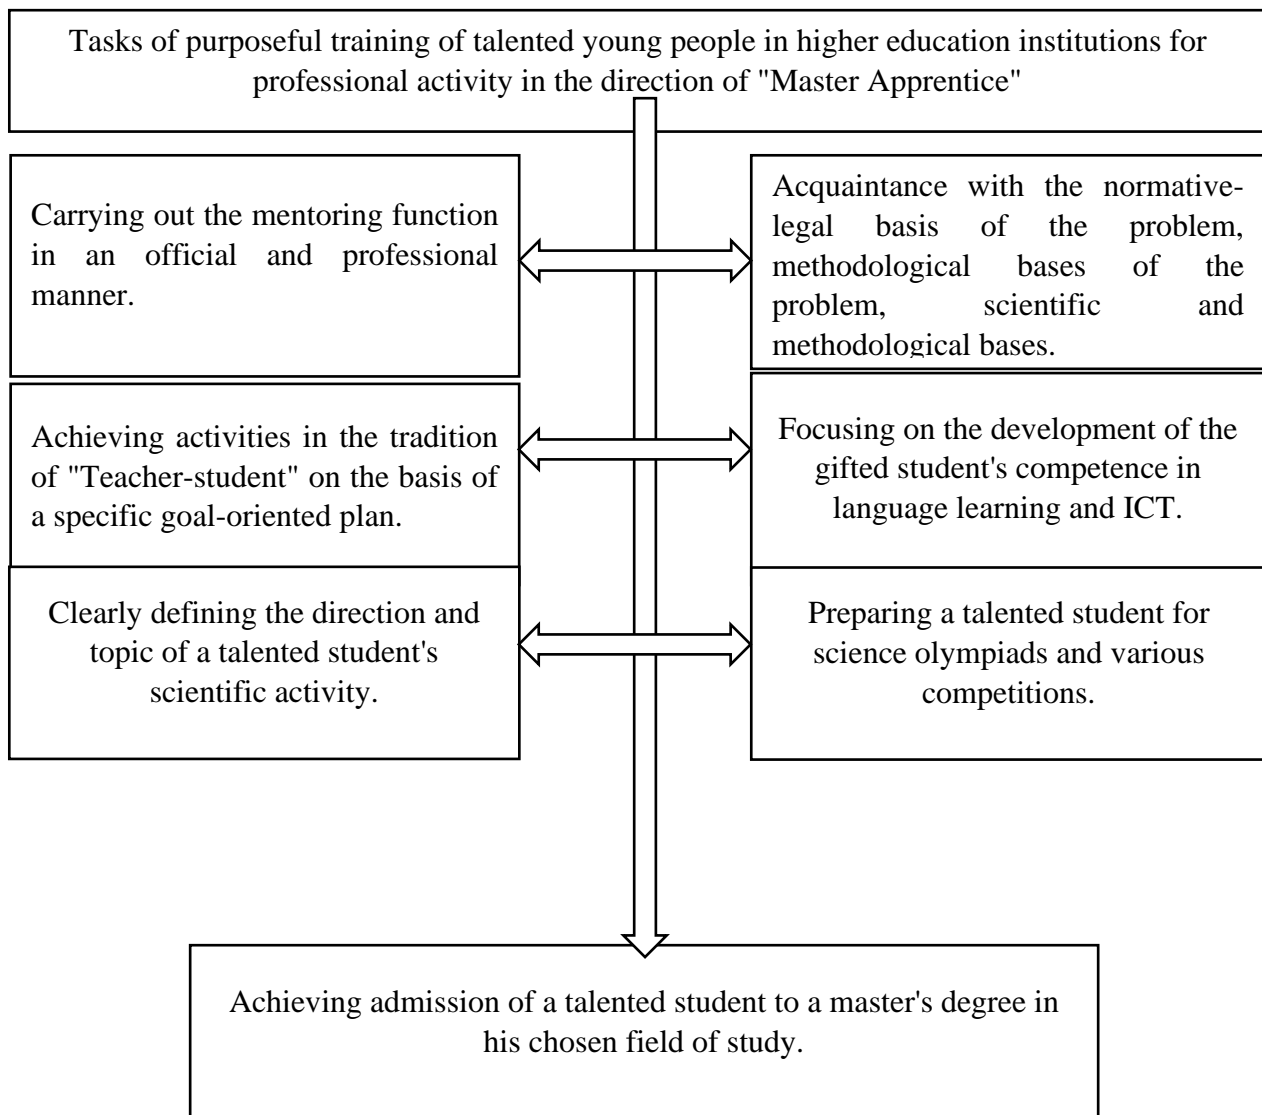 Tasks of purposeful training of talented young people in higher education institutions for
professional activity in the direction of "Master Apprentice"
Carrying out the mentoring function
in an official and professional
manner.
Acquaintance with the normative-
legal basis of the problem,
methodological bases of the
problem, scientific and
methodological bases.
Achieving activities in the tradition
of "Teacher-student" on the basis of
a specific goal-oriented plan.
Focusing on the development of the
gifted student's competence in
language learning and ICT.
Clearly defining the direction and
topic of a talented student's
scientific activity.
Preparing a talented student for
science olympiads and various
competitions.
Achieving admission of a talented student to a master's degree in
his chosen field of study.